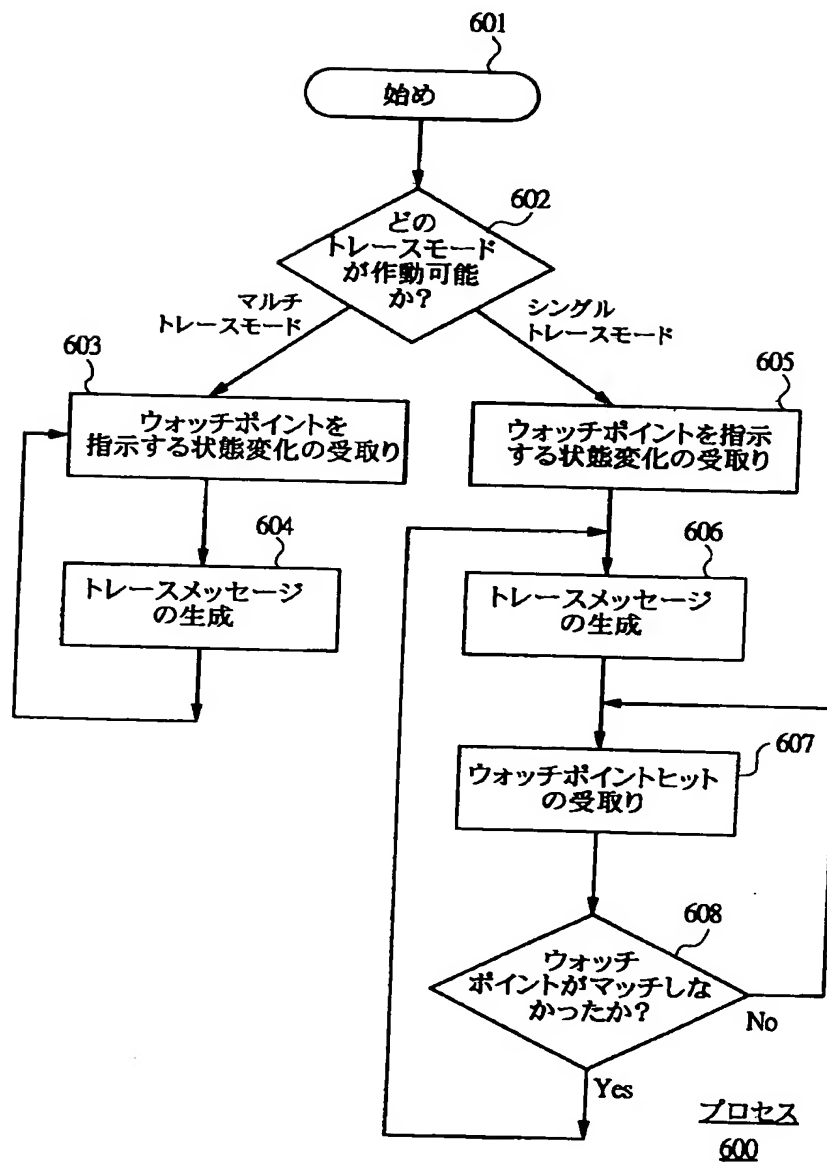 601
始め
602
どの
トレースモード
が作動可能
か?
マルチ
トレースモード
シングル
トレースモード
603
ウォッチポイントを
指示する状態変化の受取り
605
ウォッチポイントを指示
する状態変化の受取り
604
トレースメッセージ
の生成
606
トレースメッセージ
の生成
607
ウォッチポイントヒット
の受取り
608
ウォッチ
ポイントがマッチしな
かったか?
No
Yes
プロセス
600